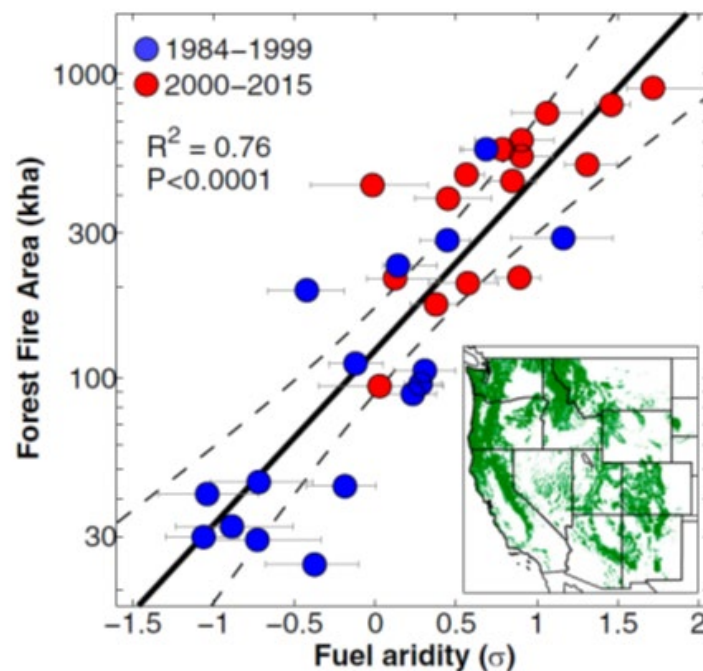 1984–1999
2000–2015
R² = 0.76
P<0.0001
Forest Fire Area (kha)
1000
300
100
30
−1.5 −1 −0.5 0 0.5 1 1.5 2
Fuel aridity (σ)